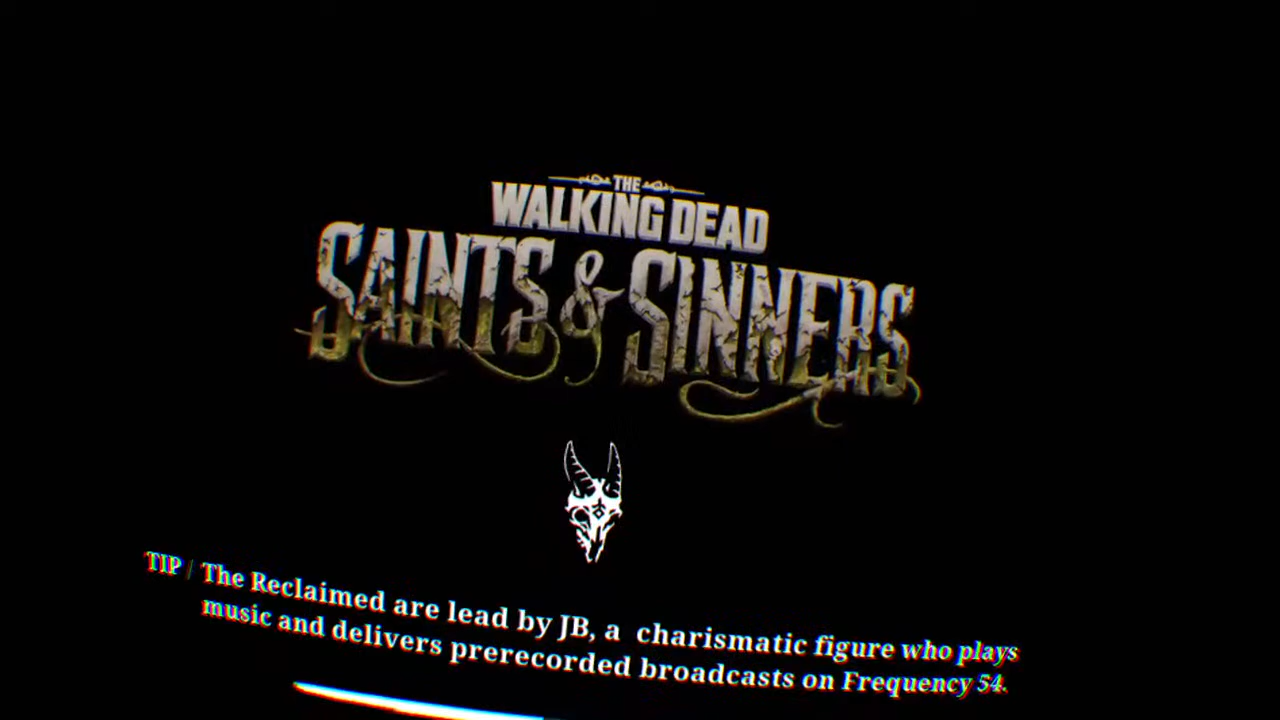 THE
WALKING DEAD
SAINTS & SINNERS
TIP | The Reclaimed are lead by JB, a charismatic figure who plays
music and delivers prerecorded broadcasts on Frequency 54.